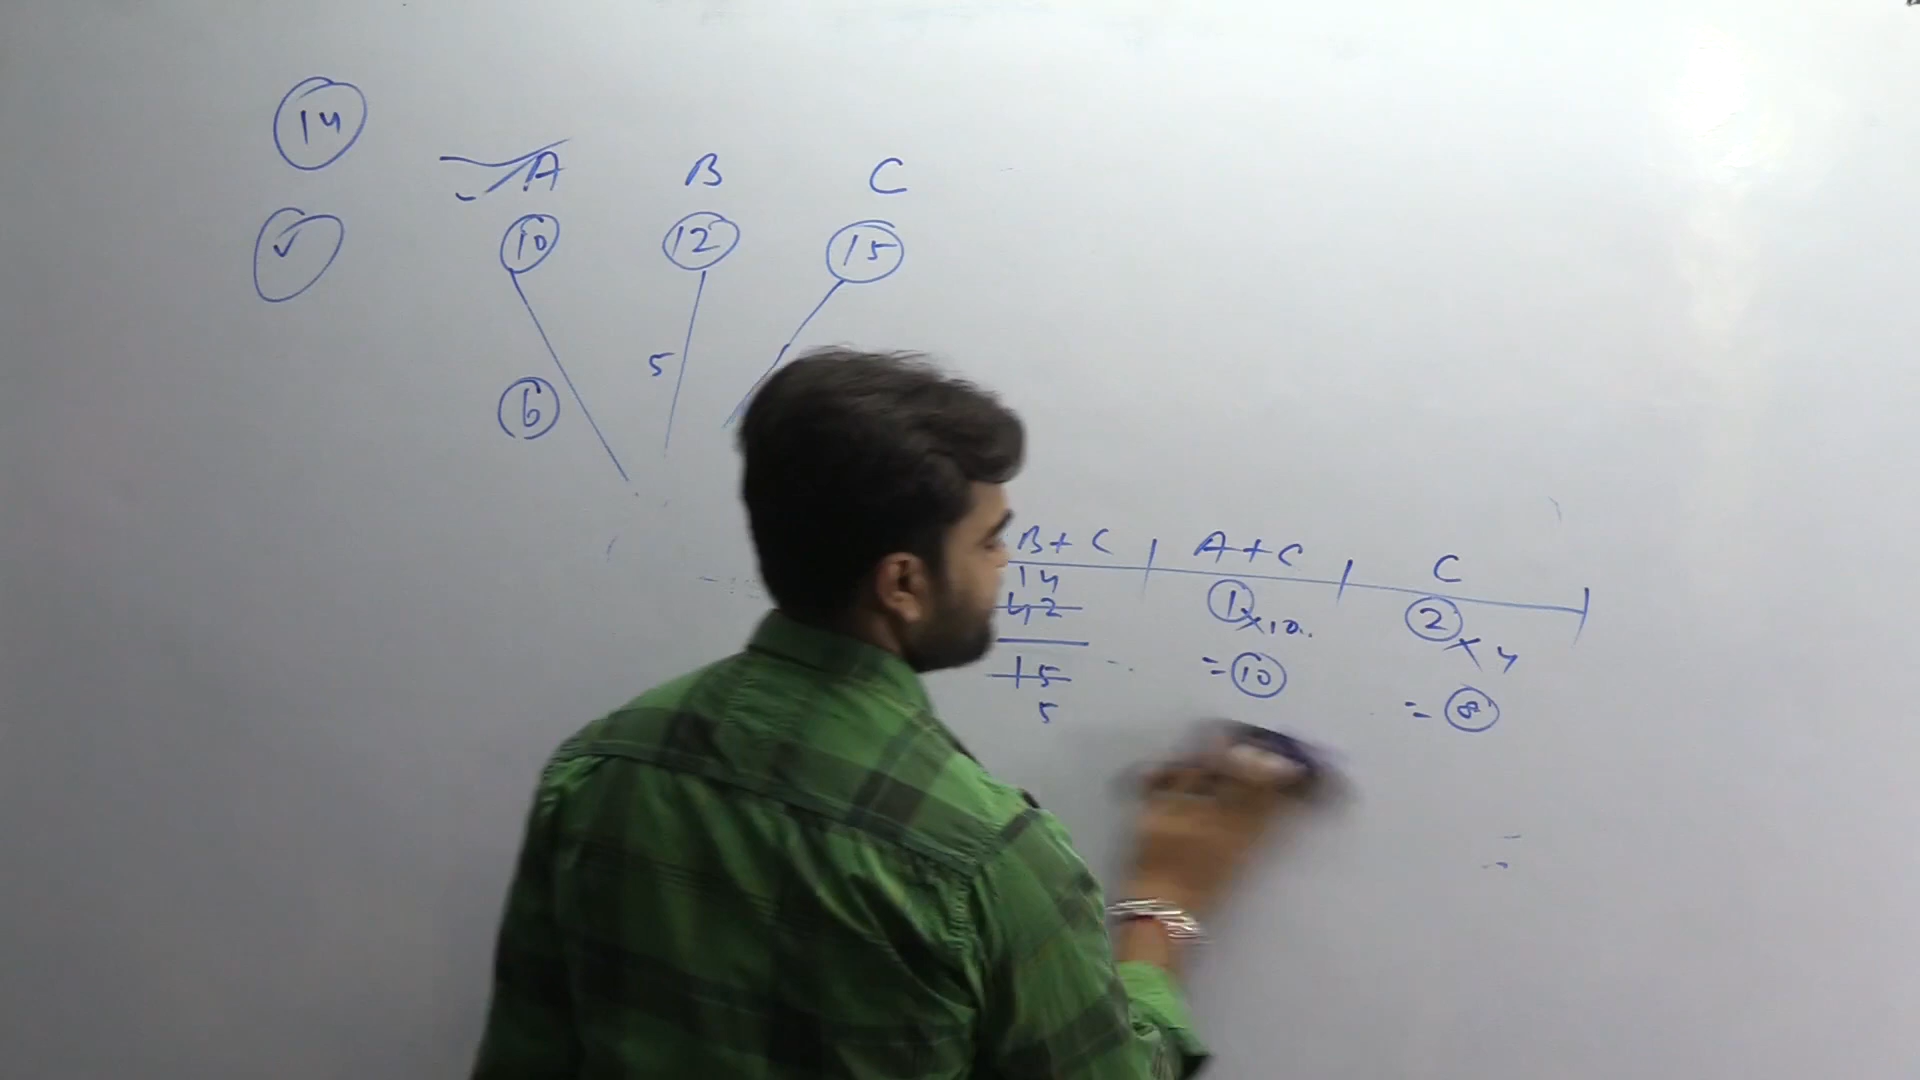 14
A B C
10 12 15
5
6
B + C A + C C
14
42 1 × 10 2 × 4
15 = 10 = 8
5
=